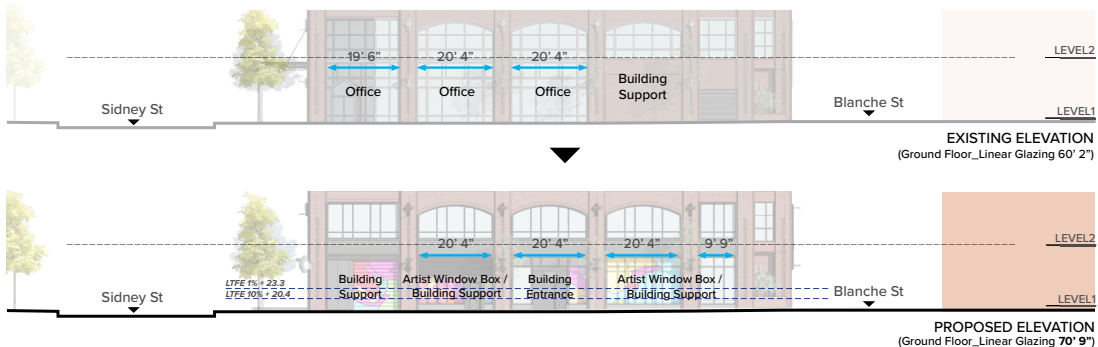 LEVEL2
19' 6" 20' 4" 20' 4"
Office Office Office Building
Support
Sidney St
Blanche St
LEVEL1
EXISTING ELEVATION
(Ground Floor_Linear Glazing 60' 2")
LEVEL2
20' 4" 20' 4" 20' 4" 9' 9"
Building
Support
Artist Window Box /
Building Support
Building
Entrance
Artist Window Box /
Building Support
LTFE 1% + 23.3
LTFE 10% + 20.4
Sidney St
Blanche St
LEVEL1
PROPOSED ELEVATION
(Ground Floor_Linear Glazing 70' 9")